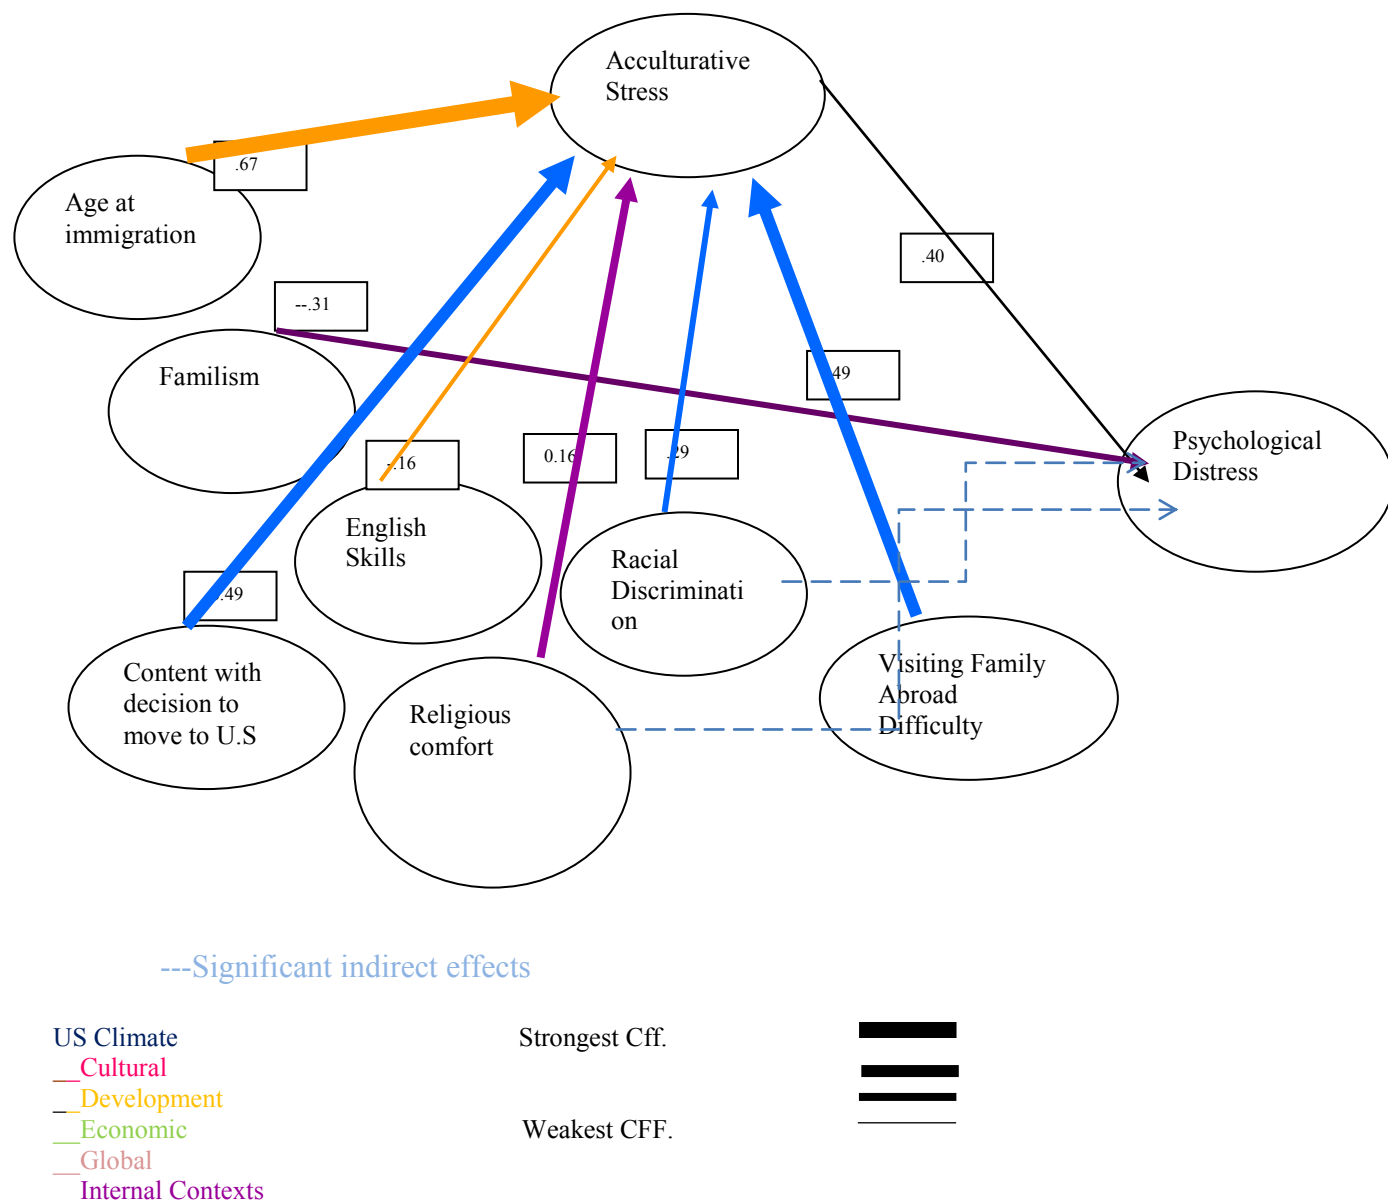 Acculturative
Stress
.67
Age at
immigration
.40
--.31
Familism
.49
Psychological
Distress
-.16
0.16
.29
English
Skills
Racial
Discriminati
on
.49
Content with
decision to
move to U.S
Religious
comfort
Visiting Family
Abroad
Difficulty
---Significant indirect effects
US Climate
Strongest Cff.
__Cultural
__Development
__Economic
Weakest CFF.
__Global
__Internal Contexts